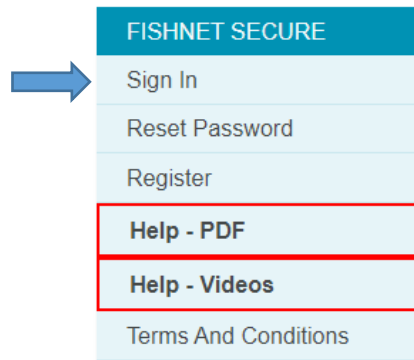 FISHNET SECURE
Sign In
Reset Password
Register
Help - PDF
Help - Videos
Terms And Conditions